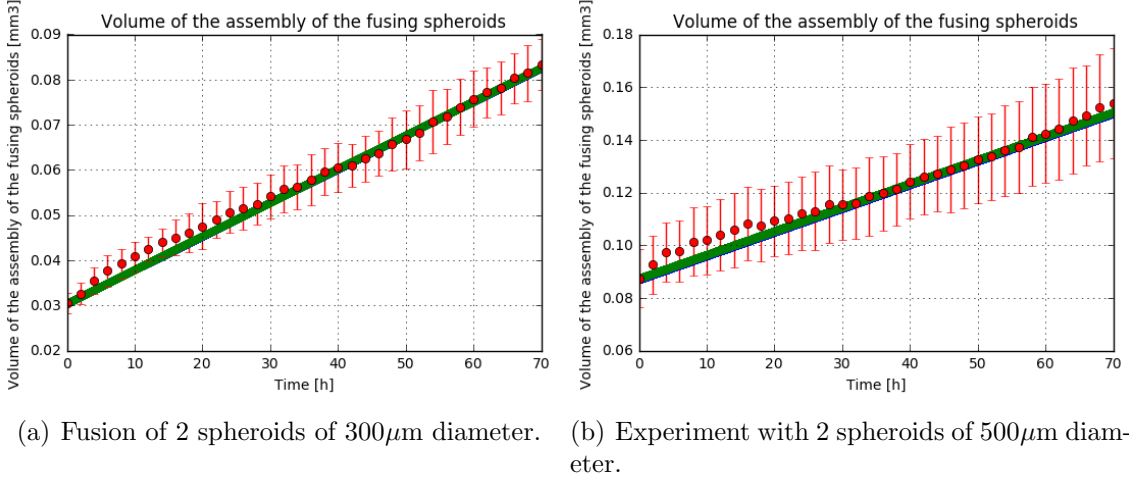 Volume of the assembly of the fusing spheroids
Volume of the assembly of the fusing spheroids [mm3]
0.09
0.08
0.07
0.06
0.05
0.04
0.03
0.02
0 10 20 30 40 50 60 70
Time [h]
(a) Fusion of 2 spheroids of 300μm diameter.
Volume of the assembly of the fusing spheroids
Volume of the assembly of the fusing spheroids [mm3]
0.18
0.16
0.14
0.12
0.10
0.08
0.06
0 10 20 30 40 50 60 70
Time [h]
(b) Experiment with 2 spheroids of 500μm diam-
eter.